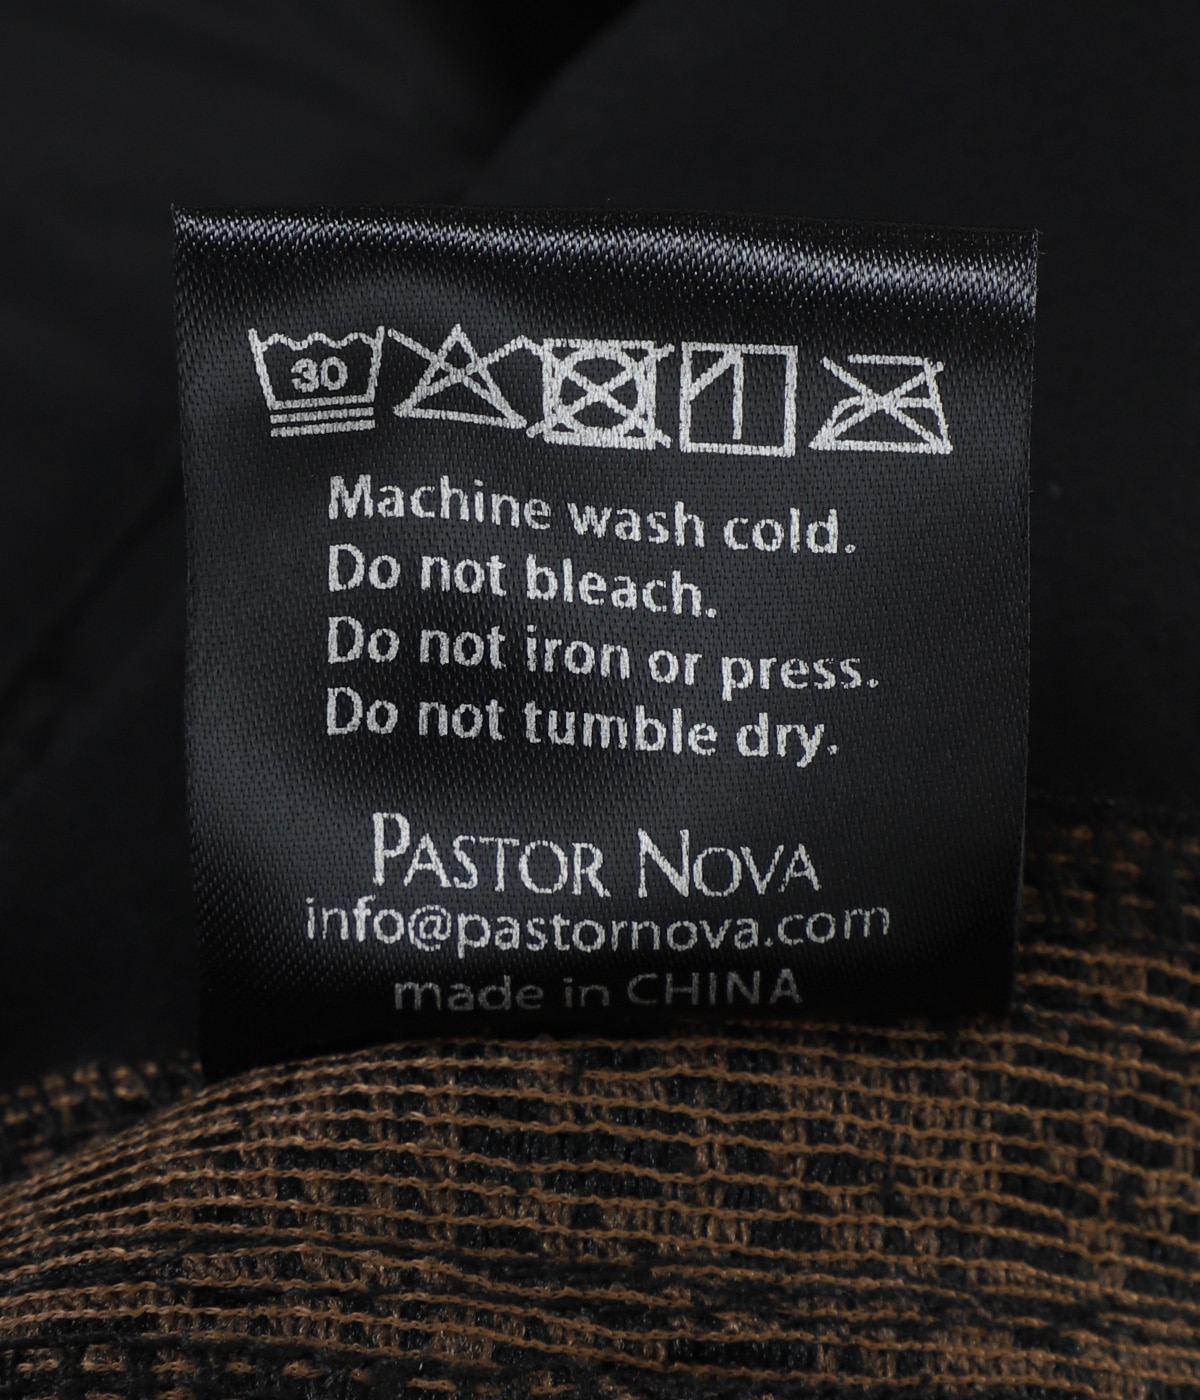 30
Machine wash cold.
Do not bleach.
Do not iron or press.
Do not tumble dry.
PASTOR NOVA
info@pastornova.com
made in CHINA